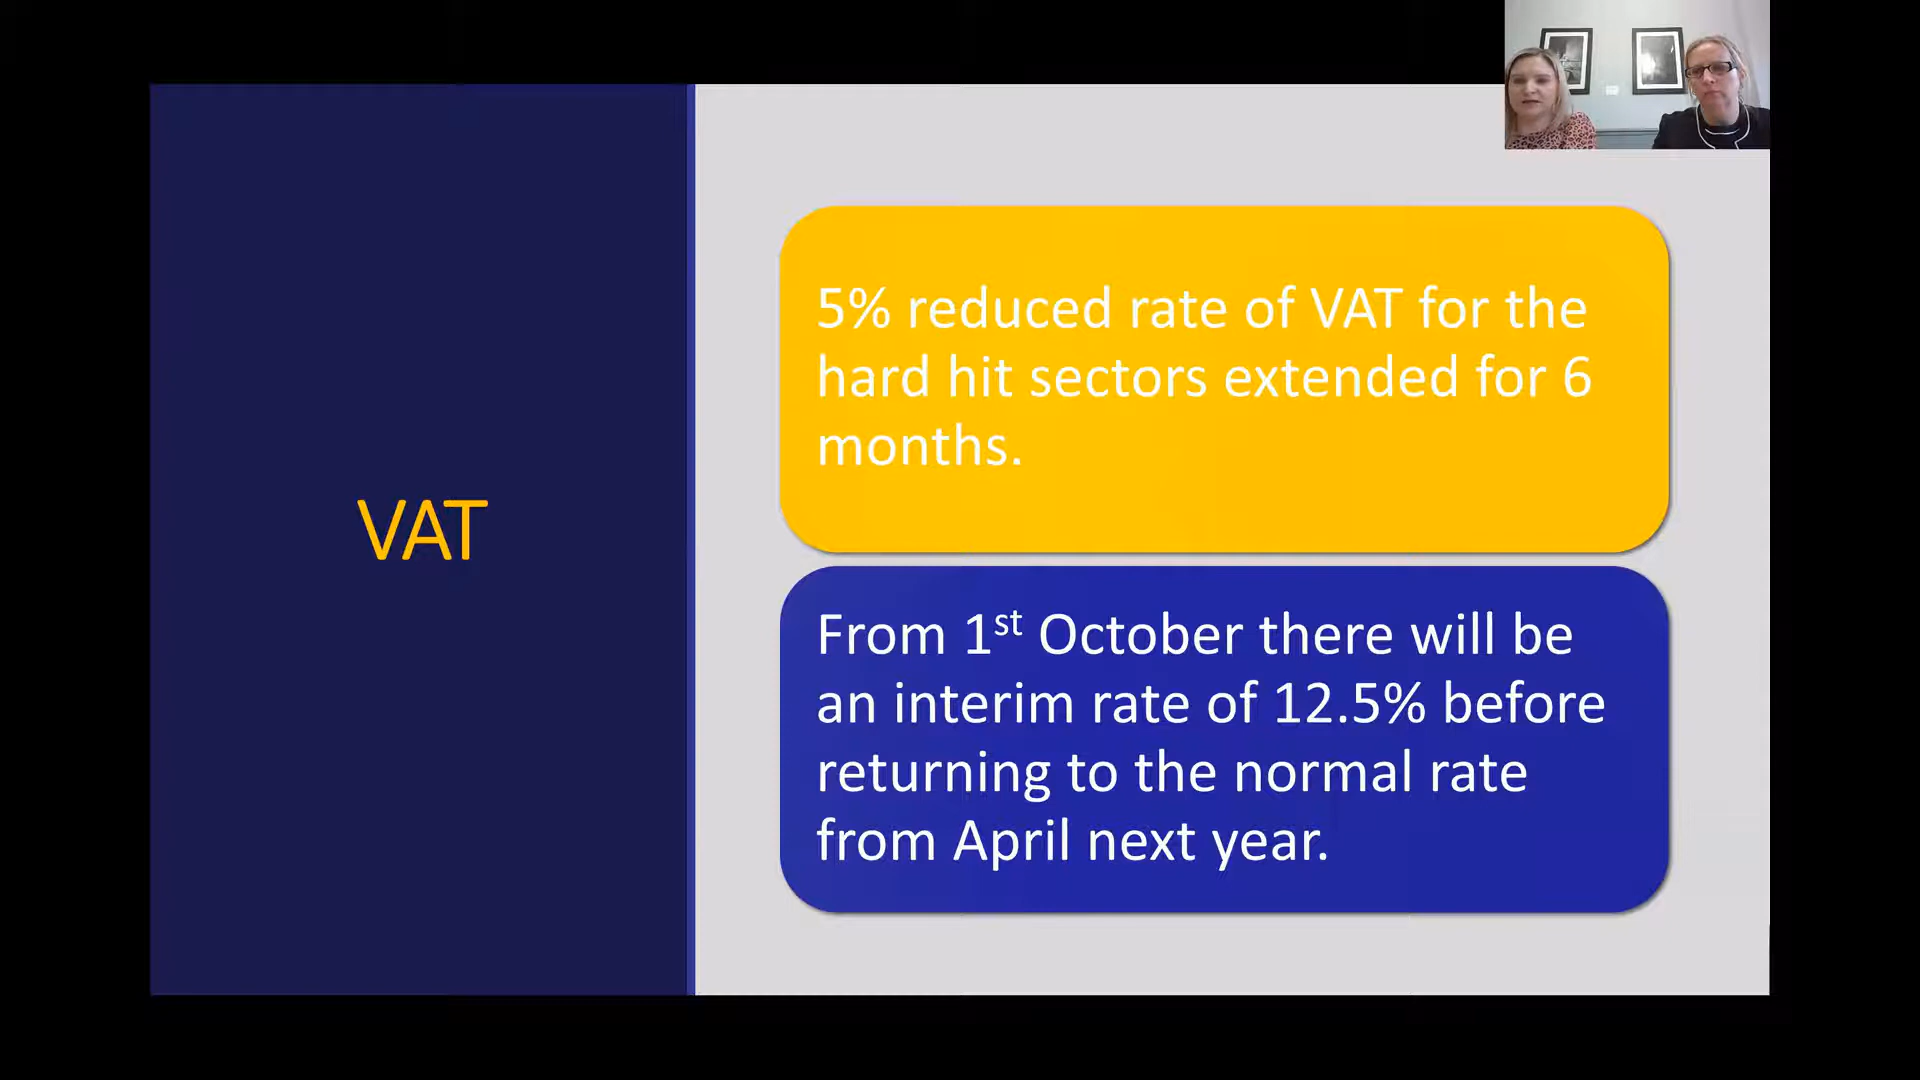 VAT
5% reduced rate of VAT for the
hard hit sectors extended for 6
months.
From 1st October there will be
an interim rate of 12.5% before
returning to the normal rate
from April next year.